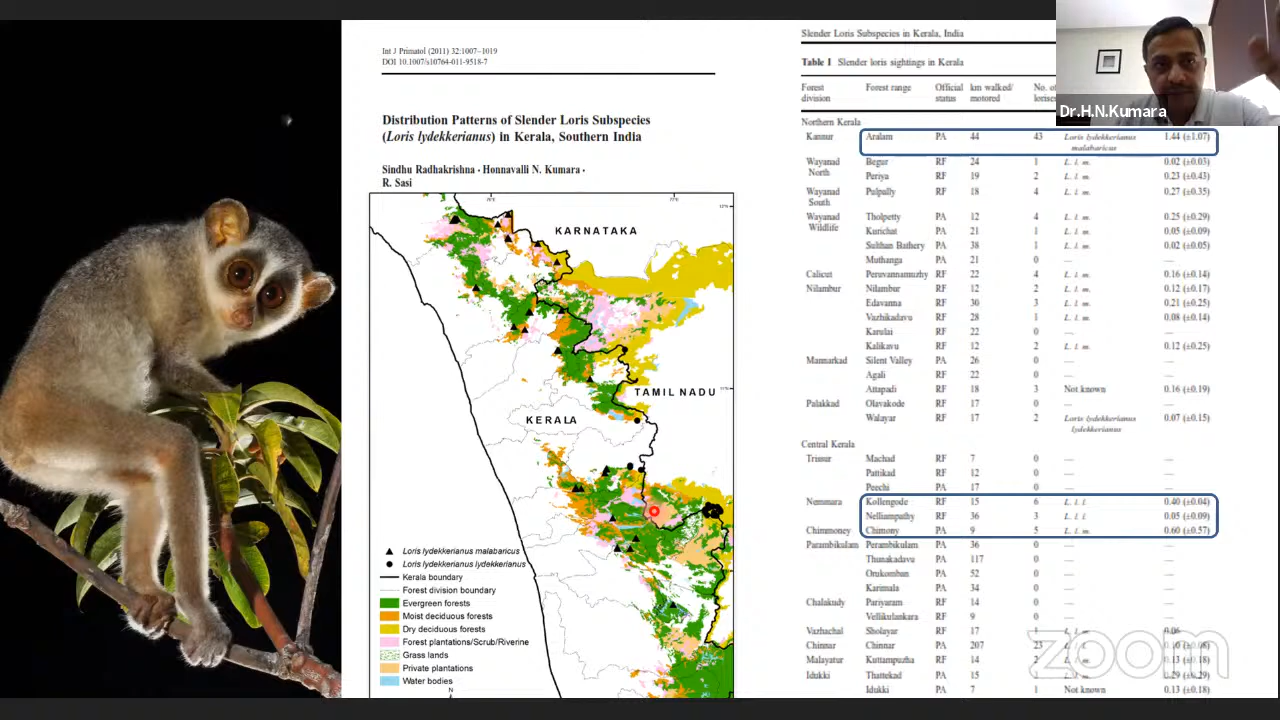 Int J Primatol (2011) 32:1007–1019
DOI 10.1007/s10764-011-9518-7
Distribution Patterns of Slender Loris Subspecies
(Loris lydekkerianus) in Kerala, Southern India
Sindhu Radhakrishna · Honnavalli N. Kumara ·
R. Sasi
KARNATAKA
TAMIL NADU
KERALA
Loris lydekkerianus malabaricus
Loris lydekkerianus lydekkerianus
Kerala boundary
Forest division boundary
Evergreen forests
Moist deciduous forests
Dry deciduous forests
Forest plantations/Scrub/Riverine
Grass lands
Private plantations
Water bodies
N
Slender Loris Subspecies in Kerala, India
Table 1 Slender loris sightings in Kerala
Forest division Forest range Official status km walked/ motored No. of lorises
Northern Kerala
Kannur Aralam PA 44 43 Loris lydekkerianus malabaricus 1.44 (±1.07)
Wayanad North Begur RF 24 1 L. l. m. 0.02 (±0.03)
Periya RF 19 2 L. l. m. 0.23 (±0.43)
Wayanad South Pulpally RF 18 4 L. l. m. 0.27 (±0.35)
Wayanad Wildlife Tholpetty PA 12 4 L. l. m. 0.25 (±0.29)
Kurichat PA 21 1 L. l. m. 0.05 (±0.09)
Sulthan Bathery PA 38 1 L. l. m. 0.02 (±0.05)
Muthanga PA 21 0 — —
Calicut Peruvannamuzhy RF 22 4 L. l. m. 0.16 (±0.14)
Nilambur Nilambur RF 12 2 L. l. m. 0.12 (±0.17)
Edavanna RF 30 3 L. l. m. 0.21 (±0.25)
Vazhikadavu RF 28 1 L. l. m. 0.08 (±0.14)
Karulai RF 22 0 — —
Kalikavu RF 12 2 L. l. m. 0.12 (±0.25)
Mannarkad Silent Valley PA 26 0 — —
Agali RF 22 0 — —
Attapadi RF 18 3 Not known 0.16 (±0.19)
Palakkad Olavakode RF 17 0 — —
Walayar RF 17 2 Loris lydekkerianus lydekkerianus 0.07 (±0.15)
Central Kerala
Trissur Machad RF 7 0 — —
Pattikad RF 12 0 — —
Peechi PA 17 0 — —
Nemmara Kollengode RF 15 6 L. l. l. 0.40 (±0.04)
Nelliampathy RF 36 3 L. l. l. 0.05 (±0.09)
Chimmoney Chimony PA 9 5 L. l. m. 0.60 (±0.57)
Parambikulam Perambikulam PA 36 0 — —
Thunakadavu PA 117 0 — —
Orukomban PA 52 0 — —
Karimala PA 34 0 — —
Chalakudy Pariyaram RF 14 0 — —
Vellikulankara RF 9 0 — —
Vazhachal Sholayar RF 17 1 L. l. m. 0.06
Chinnar Chinnar PA 207 23
Malayatur Kuttampuzha RF 14 2 L. l. m. 0.13 (±0.18)
Idukki Thattekad PA 15 L. l. m. 0.29 (±0.29)
Idukki PA 7 1 Not known 0.13 (±0.18)
Dr.H.N.Kumara
zoom